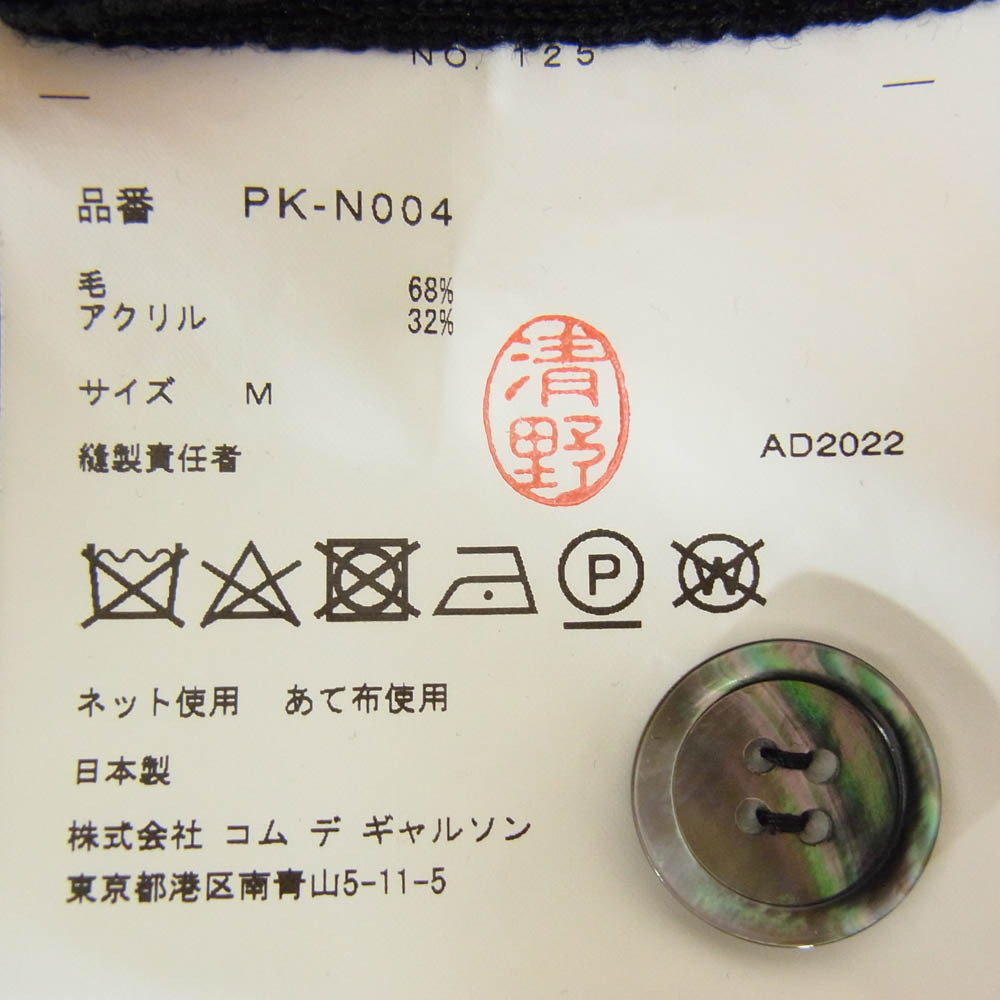 NO. 125
品番 PK-N004
毛 68%
アクリル 32%
サイズ M
清野
縫製責任者
AD2022
P
W
ネット使用 あて布使用
日本製
株式会社 コム デ ギャルソン
東京都港区南青山5-11-5